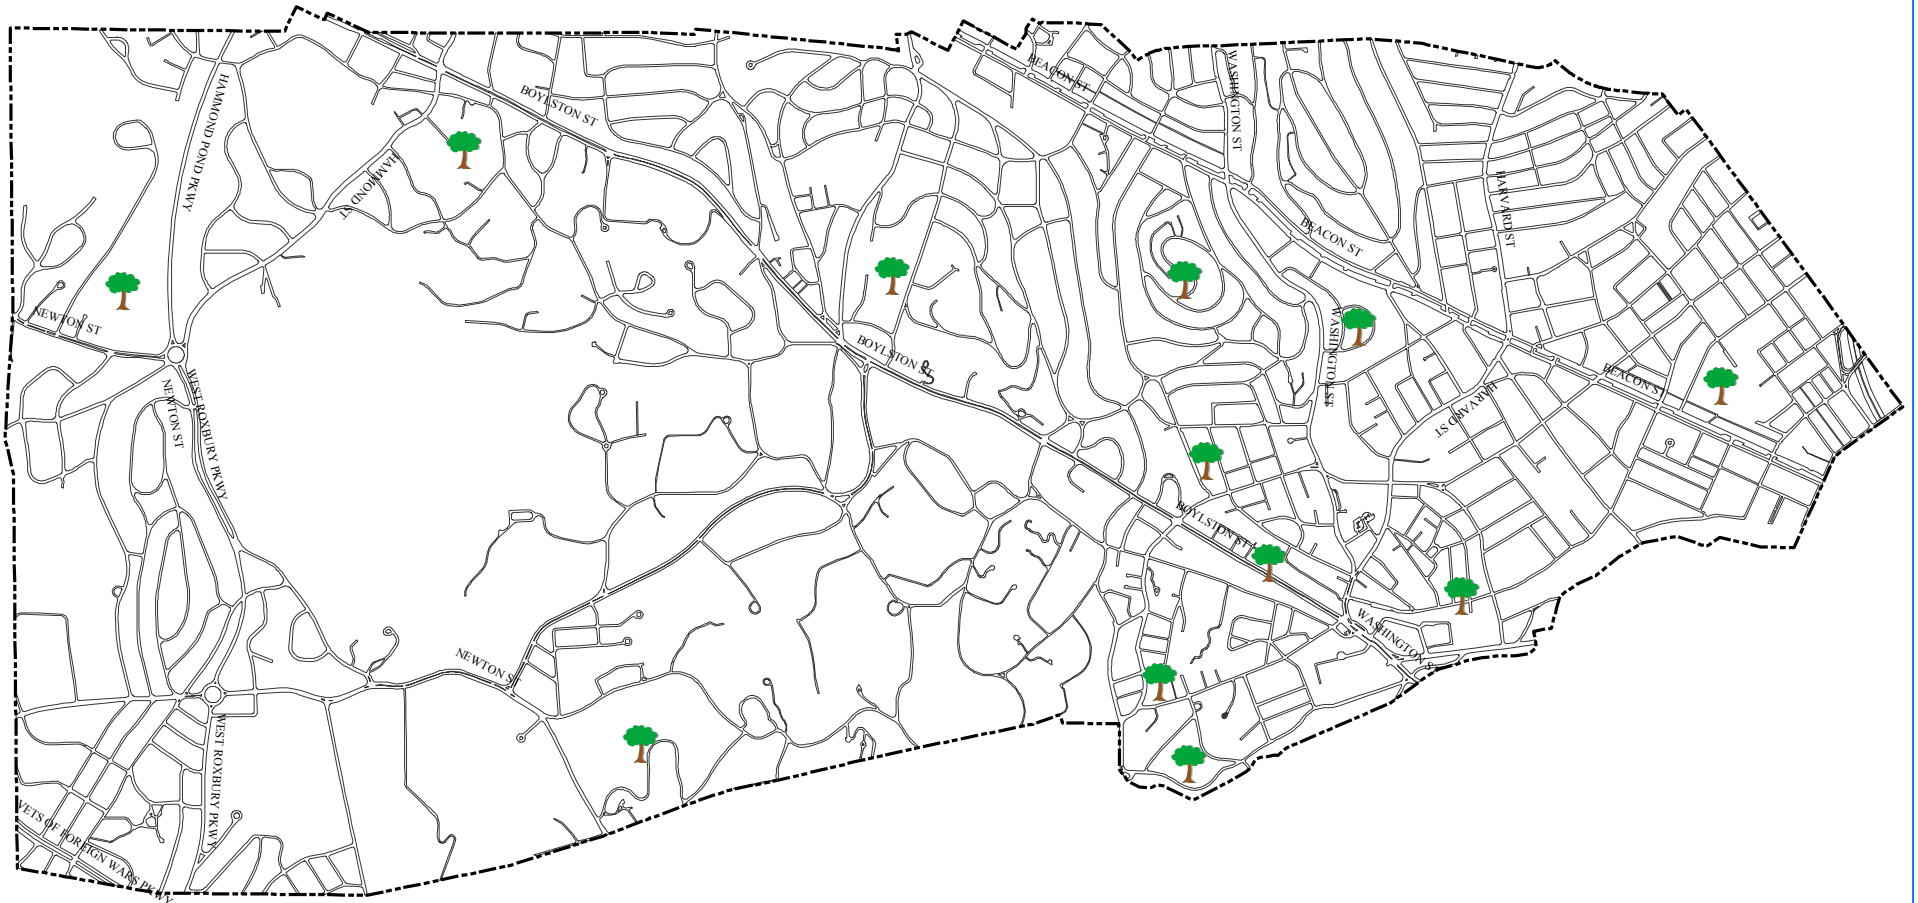 BEACON ST
WASHINGTON ST
HAMMOND POND PKWY
BOYLSTON ST
HAMMOND ST
HARVARD ST
BEACON ST
NEWTON ST
WASHINGTON ST
BOYLSTON ST
BEACON ST
HARVARD ST
WEST ROXBURY PKWY
NEWTON ST
BOYLSTON ST
WASHINGTON S
NEWTON ST
WEST ROXBURY PKWY
VETS OF FOREIGN WARS PKWY